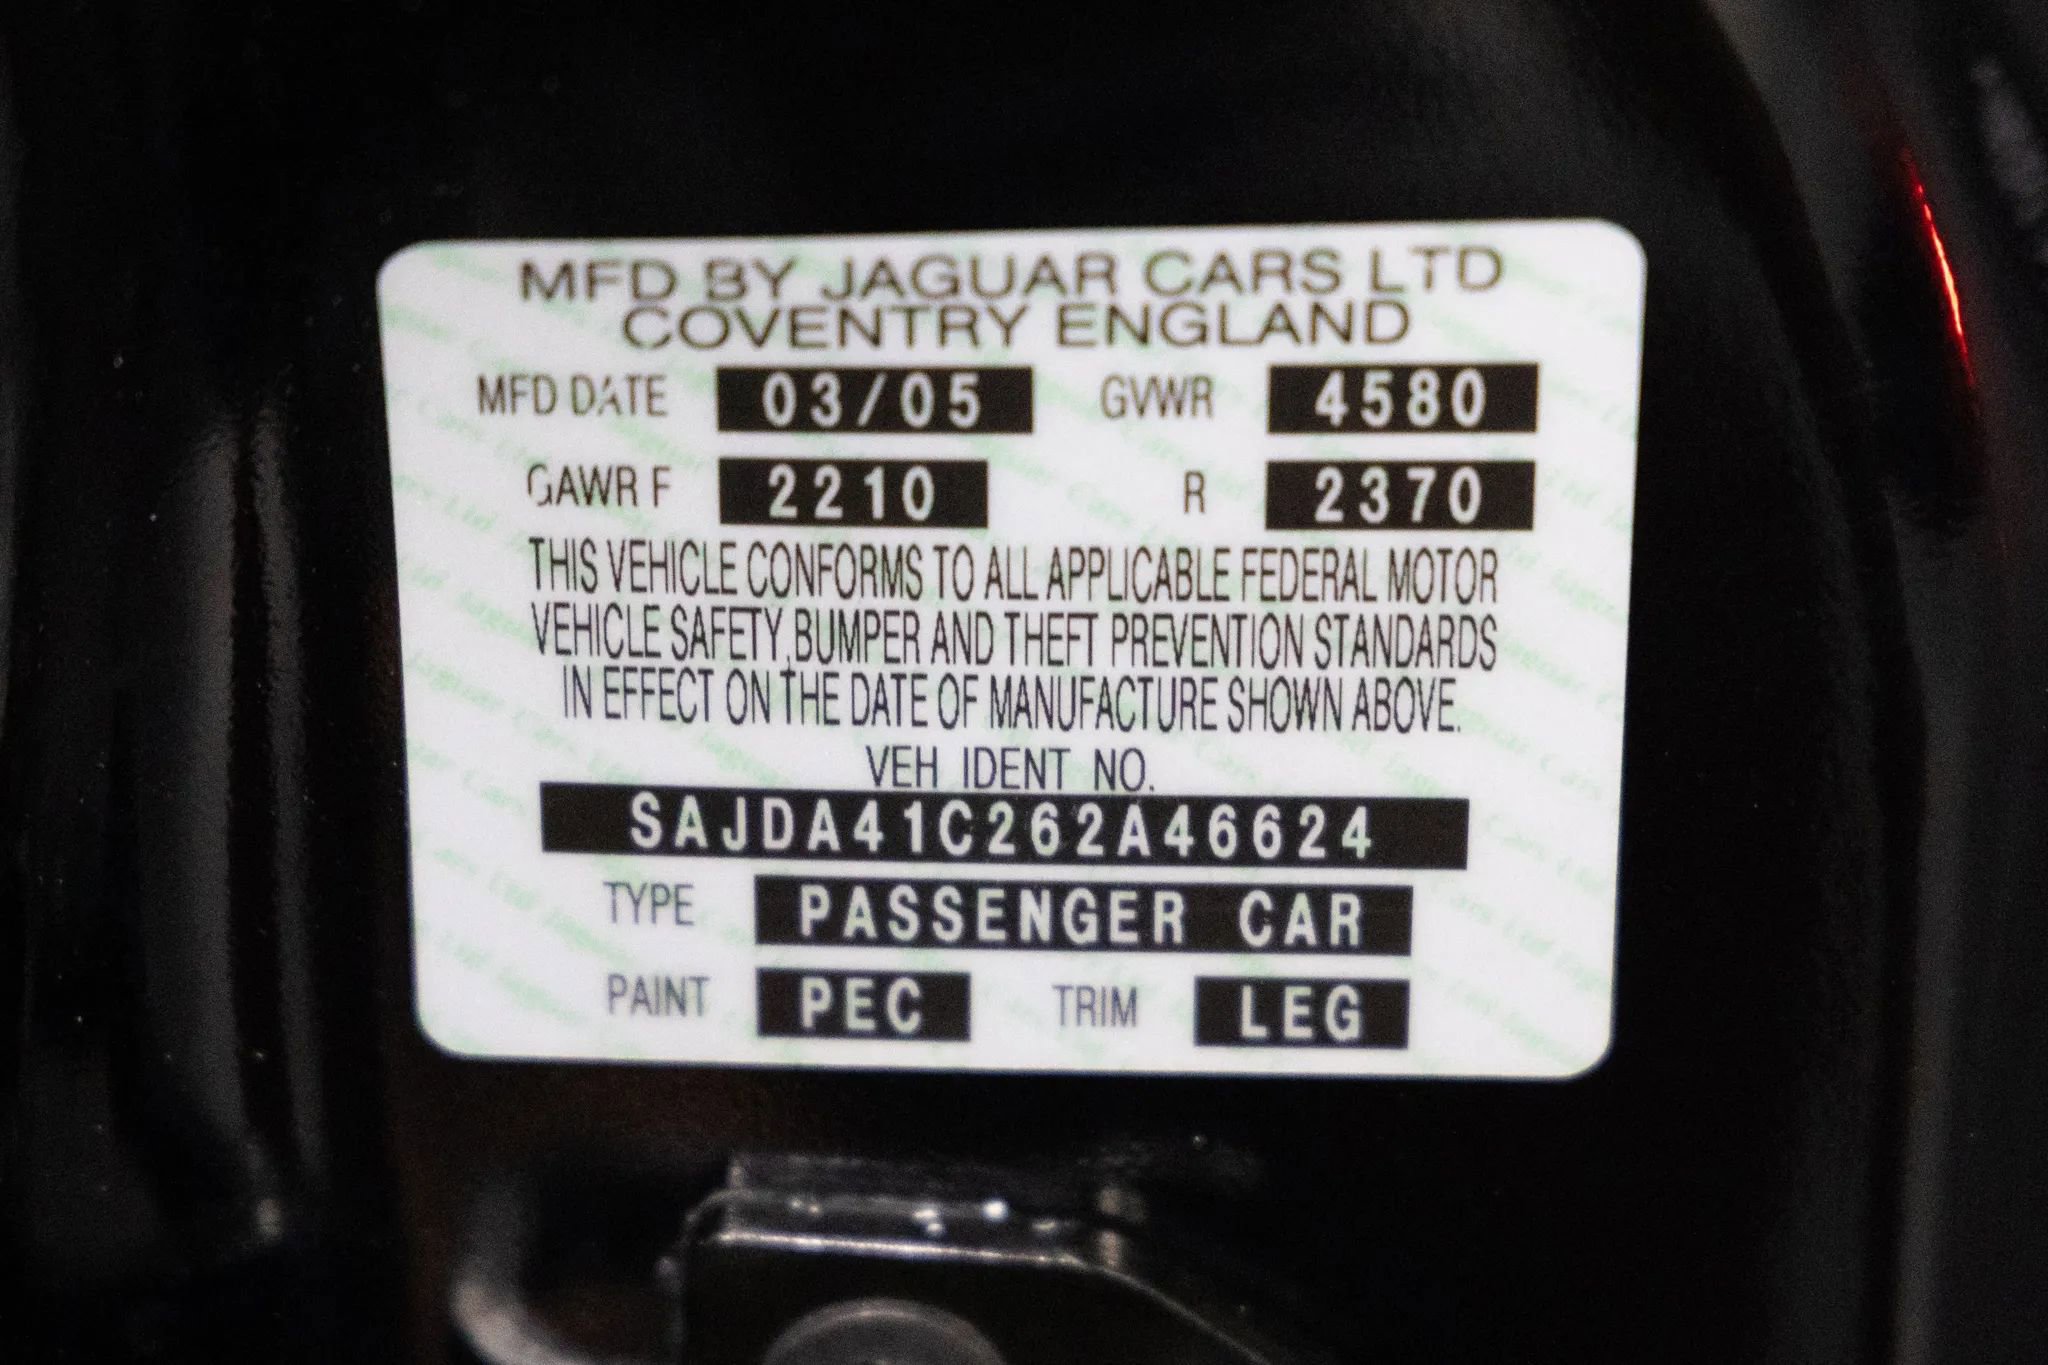 MFD BY JAGUAR CARS LTD
COVENTRY ENGLAND
MFD DATE 03/05 GVWR 4580
GAWR F 2210 R 2370
THIS VEHICLE CONFORMS TO ALL APPLICABLE FEDERAL MOTOR
VEHICLE SAFETY, BUMPER AND THEFT PREVENTION STANDARDS
IN EFFECT ON THE DATE OF MANUFACTURE SHOWN ABOVE.
VEH IDENT NO.
SAJDA41C262A46624
TYPE PASSENGER CAR
PAINT PEC TRIM LEG